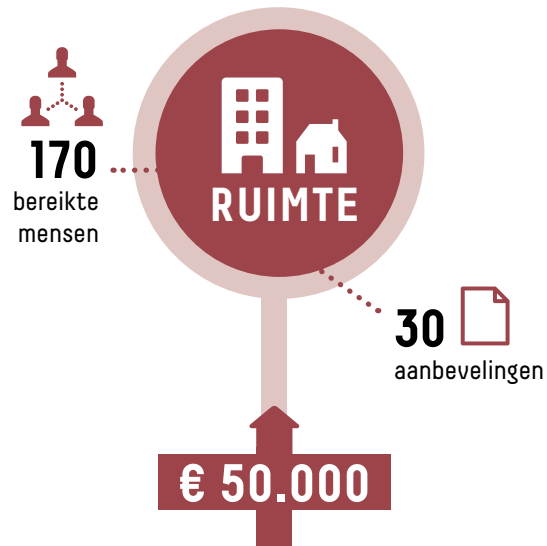 170
bereikte
mensen
RUIMTE
30
aanbevelingen
€ 50.000